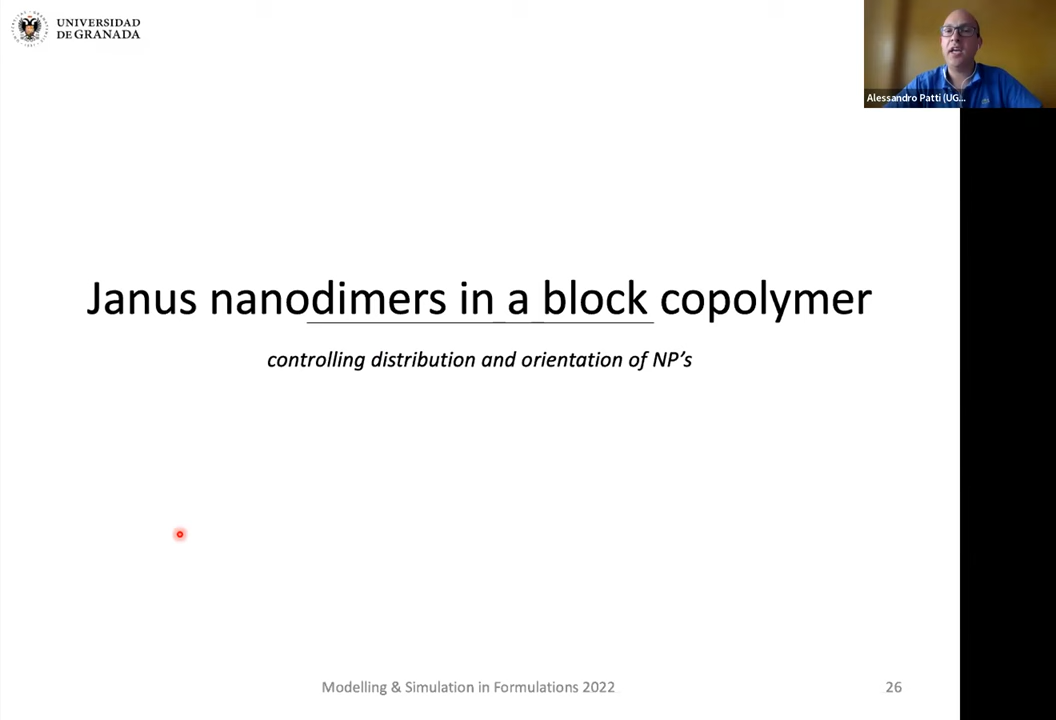 UNIVERSIDAD
DE GRANADA
Alessandro Patti (UG...
Janus nanodimers in a block copolymer
controlling distribution and orientation of NP's
Modelling & Simulation in Formulations 2022
26